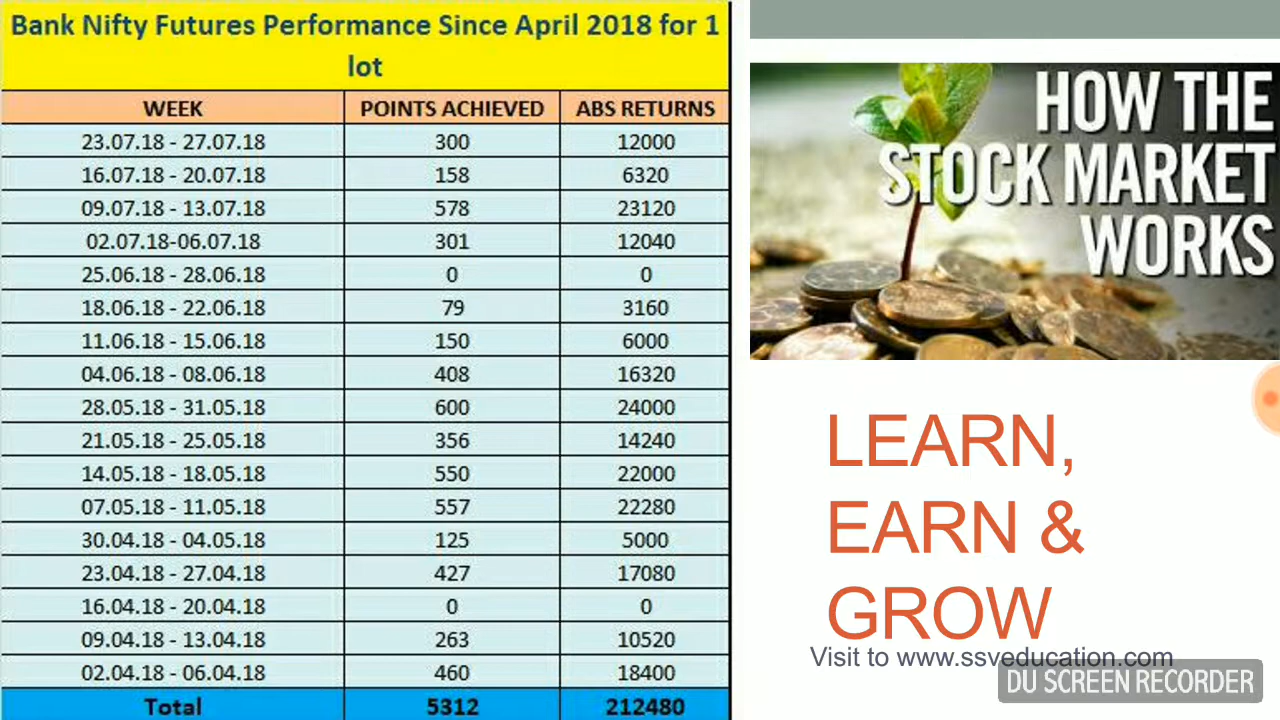 Bank Nifty Futures Performance Since April 2018 for 1
lot
WEEK POINTS ACHIEVED ABS RETURNS
23.07.18 - 27.07.18 300 12000
16.07.18 - 20.07.18 158 6320
09.07.18 - 13.07.18 578 23120
02.07.18-06.07.18 301 12040
25.06.18 - 28.06.18 0 0
18.06.18 - 22.06.18 79 3160
11.06.18 - 15.06.18 150 6000
04.06.18 - 08.06.18 408 16320
28.05.18 - 31.05.18 600 24000
21.05.18 - 25.05.18 356 14240
14.05.18 - 18.05.18 550 22000
07.05.18 - 11.05.18 557 22280
30.04.18 - 04.05.18 125 5000
23.04.18 - 27.04.18 427 17080
16.04.18 - 20.04.18 0 0
09.04.18 - 13.04.18 263 10520
02.04.18 - 06.04.18 460 18400
Total 5312 212480
HOW THE
STOCK MARKET
WORKS
LEARN,
EARN &
GROW
Visit to www.ssveducation.com
DU SCREEN RECORDER